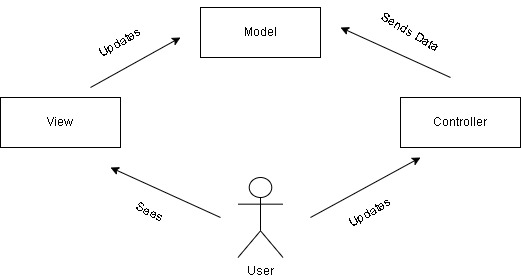 Model
Updates
Sends Data
View
Controller
Sees
Updates
User